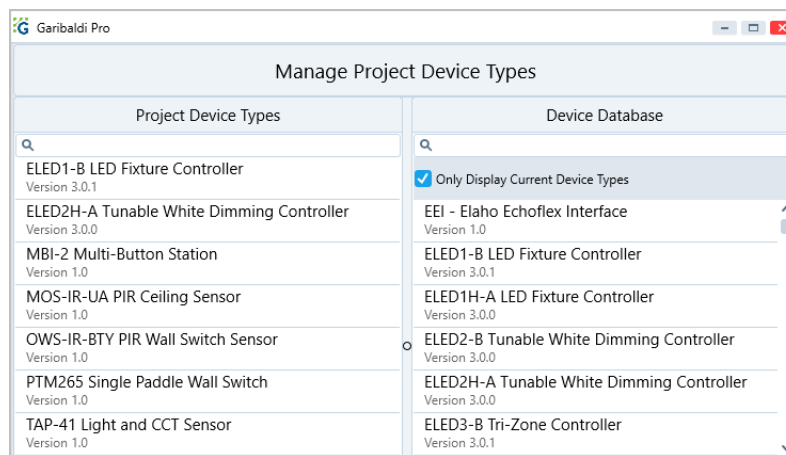 Garibaldi Pro
Manage Project Device Types
Project Device Types
ELED1-B LED Fixture Controller
Version 3.0.1
ELED2H-A Tunable White Dimming Controller
Version 3.0.0
MBI-2 Multi-Button Station
Version 1.0
MOS-IR-UA PIR Ceiling Sensor
Version 1.0
OWS-IR-BTY PIR Wall Switch Sensor
Version 1.0
PTM265 Single Paddle Wall Switch
Version 1.0
TAP-41 Light and CCT Sensor
Version 1.0
Device Database
Only Display Current Device Types
EEI - Elaho Echoflex Interface
Version 1.0
ELED1-B LED Fixture Controller
Version 3.0.1
ELED1H-A LED Fixture Controller
Version 3.0.0
ELED2-B Tunable White Dimming Controller
Version 3.0.0
ELED2H-A Tunable White Dimming Controller
Version 3.0.0
ELED3-B Tri-Zone Controller
Version 3.0.1